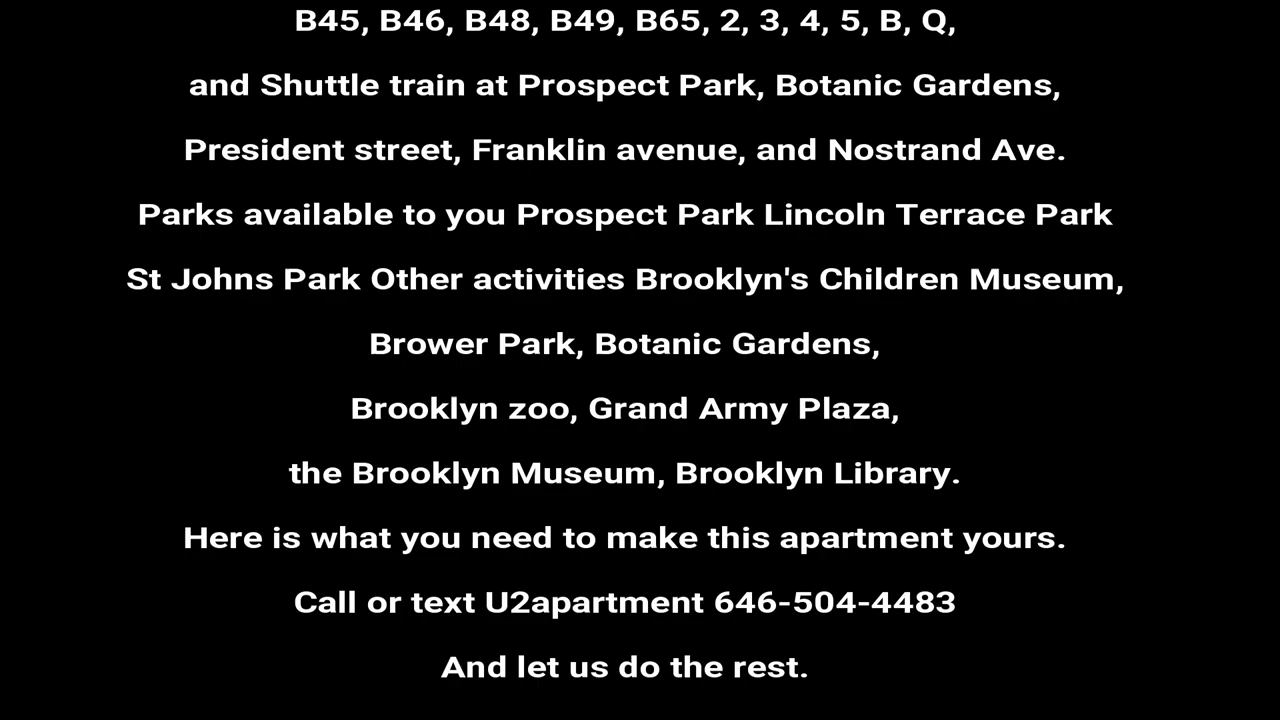 B45, B46, B48, B49, B65, 2, 3, 4, 5, B, Q,
and Shuttle train at Prospect Park, Botanic Gardens,
President street, Franklin avenue, and Nostrand Ave.
Parks available to you Prospect Park Lincoln Terrace Park
St Johns Park Other activities Brooklyn's Children Museum,
Brower Park, Botanic Gardens,
Brooklyn zoo, Grand Army Plaza,
the Brooklyn Museum, Brooklyn Library.
Here is what you need to make this apartment yours.
Call or text U2apartment 646-504-4483
And let us do the rest.